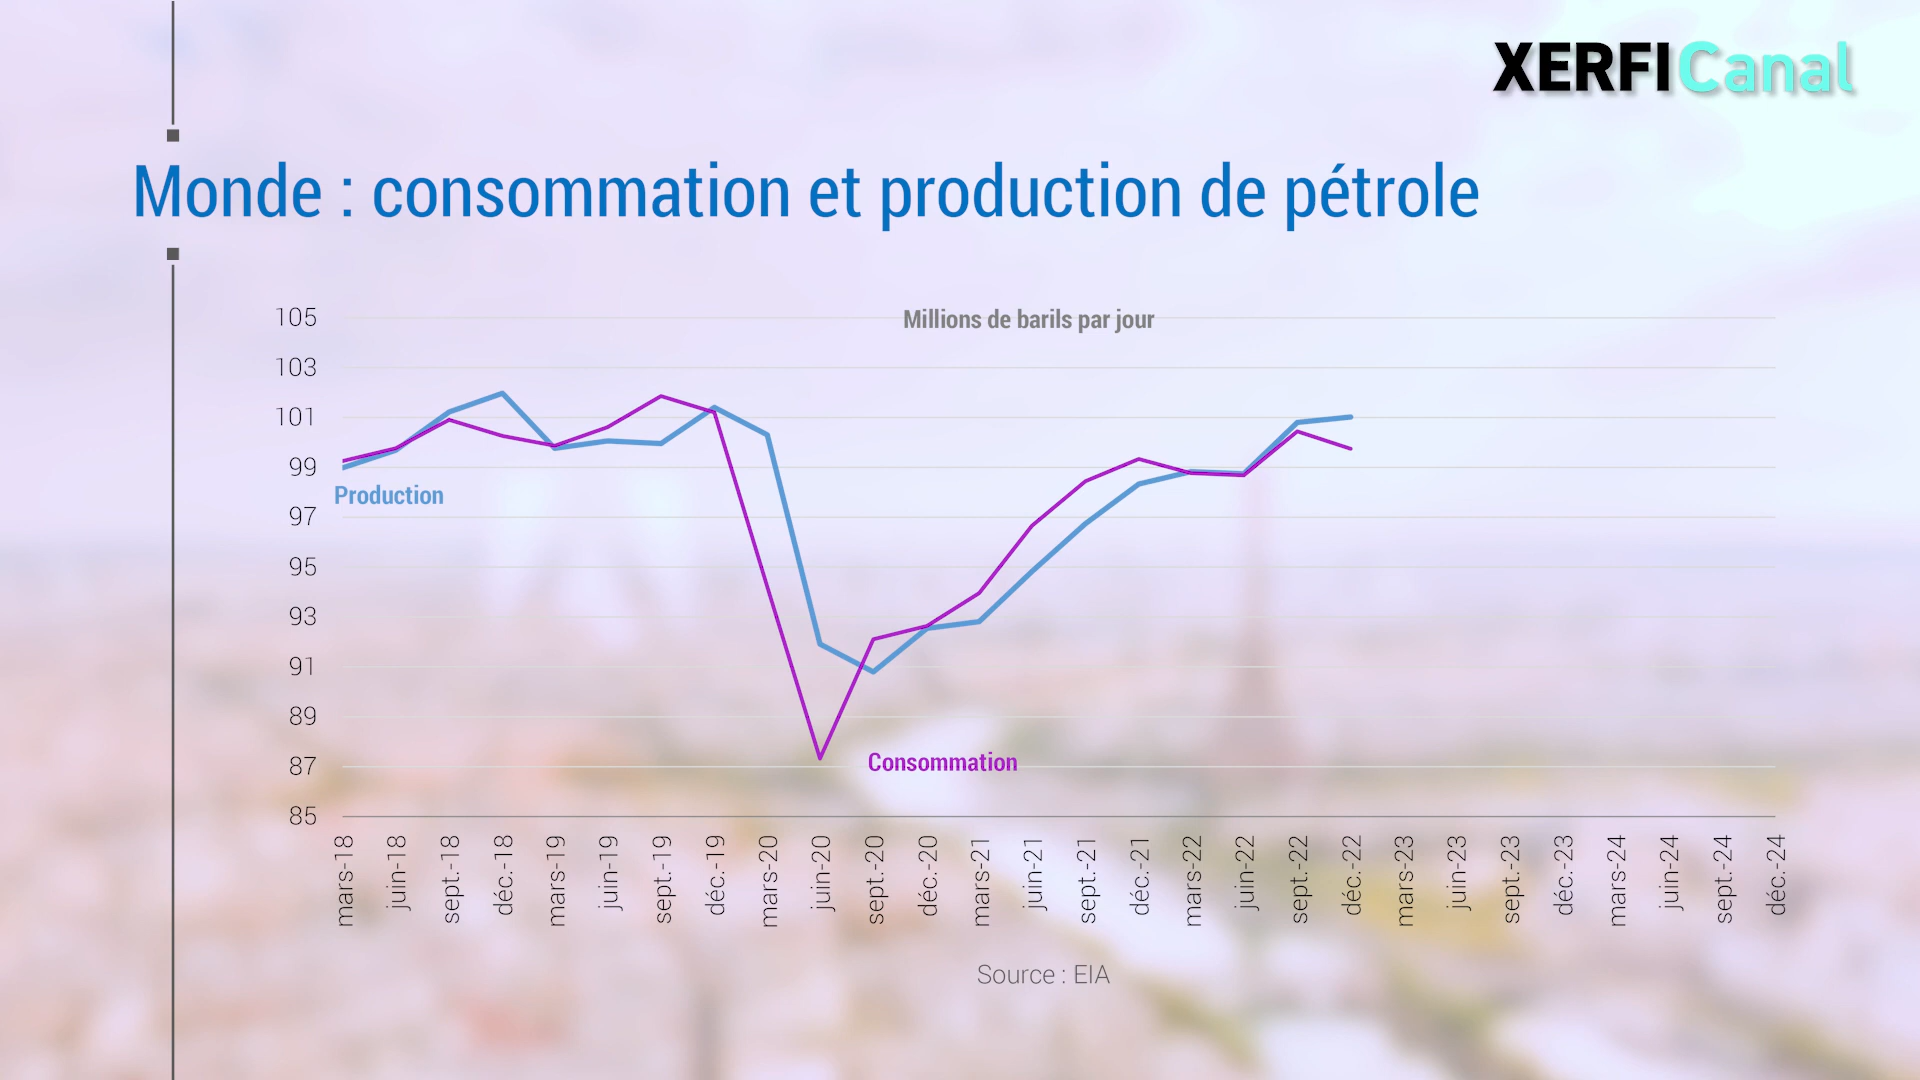 XERFI Canal
Monde : consommation et production de pétrole
Millions de barils par jour
105
103
101
99
97
95
93
91
89
87
85
Production
Consommation
mars-18
juin-18
sept.-18
déc.-18
mars-19
juin-19
sept.-19
déc.-19
mars-20
juin-20
sept.-20
déc.-20
mars-21
juin-21
sept.-21
déc.-21
mars-22
juin-22
sept.-22
déc.-22
mars-23
juin-23
sept.-23
déc.-23
mars-24
juin-24
sept.-24
déc.-24
Source : EIA